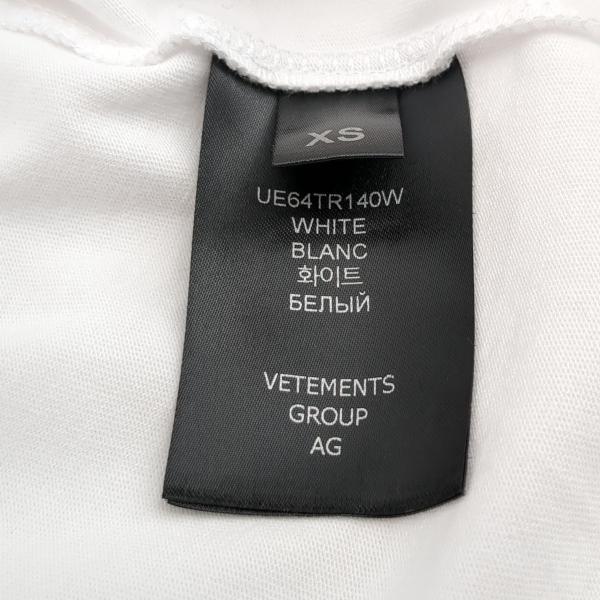 XS
UE64TR140W
WHITE
BLANC
화이트
БЕЛЫЙ
VETEMENTS
GROUP
AG